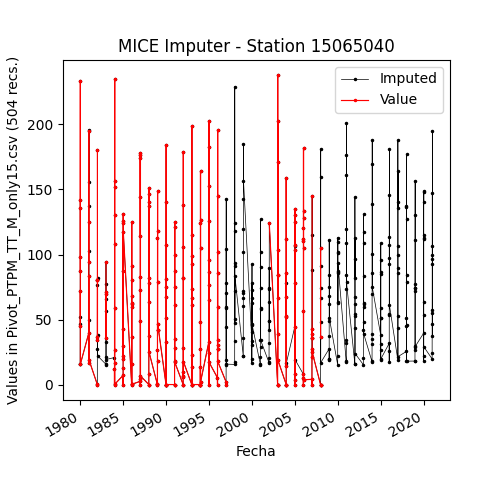 MICE Imputer - Station 15065040
Imputed
Value
Values in Pivot_PTPM_TT_M_only15.csv (504 recs.)
200
150
100
50
0
1980
1985
1990
1995
2000
2005
2010
2015
2020
Fecha